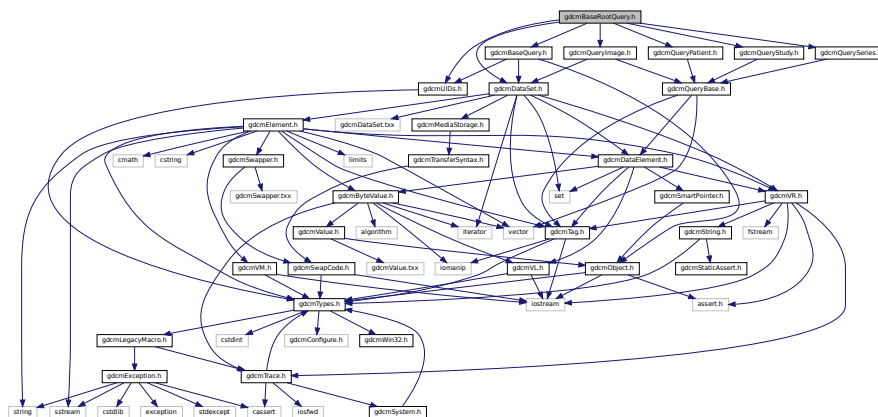 gdcmBaseRootQuery.h
gdcmBaseQuery.h
gdcmQueryImage.h
gdcmQueryPatient.h
gdcmQueryStudy.h
gdcmQuerySeries.h
gdcmUIDs.h
gdcmDataSet.h
gdcmQueryBase.h
gdcmElement.h
gdcmDataSet.txx
gdcmMediaStorage.h
cmath
cstring
gdcmSwapper.h
limits
gdcmTransferSyntax.h
gdcmDataElement.h
gdcmSwapper.txx
gdcmByteValue.h
set
gdcmSmartPointer.h
gdcmVR.h
gdcmValue.h
algorithm
iterator
vector
gdcmTag.h
gdcmString.h
fstream
gdcmVM.h
gdcmSwapCode.h
gdcmValue.txx
iomanip
gdcmVL.h
gdcmObject.h
gdcmStaticAssert.h
gdcmTypes.h
iostream
assert.h
gdcmLegacyMacro.h
cstdint
gdcmConfigure.h
gdcmWin32.h
gdcmException.h
gdcmTrace.h
string
sstream
cstdlib
exception
stdexcept
cassert
iosfwd
gdcmSystem.h